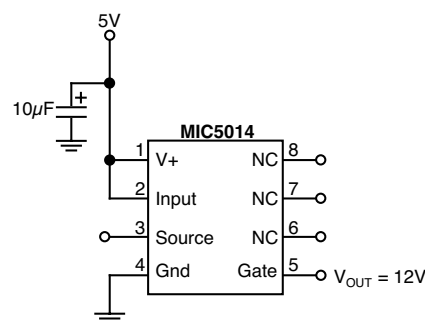 5V
10µF
+
MIC5014
1 V+ NC 8
2 Input NC 7
3 Source NC 6
4 Gnd Gate 5 VOUT = 12V